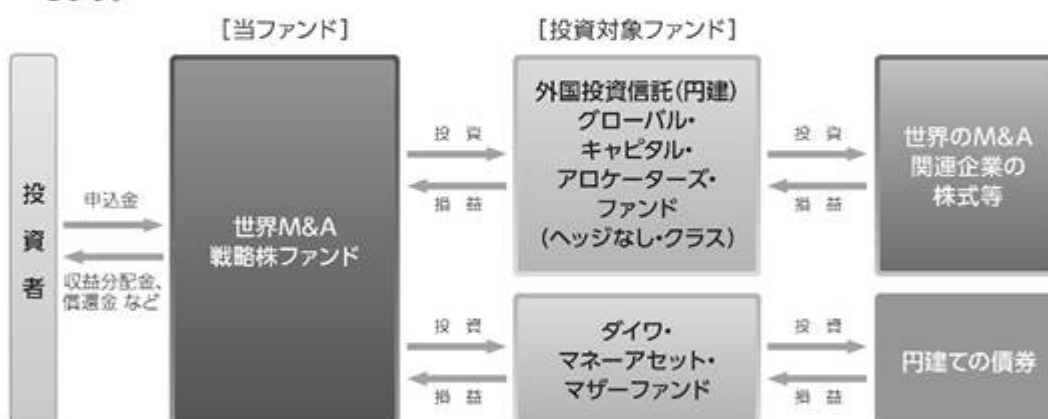 [当ファンド]
[投資対象ファンド]
投資者
申込金
収益分配金、
償還金 など
世界M&A
戦略株ファンド
投 資
損 益
外国投資信託(円建)
グローバル・
キャピタル・
アロケーターズ・
ファンド
(ヘッジなし・クラス)
投 資
損 益
世界のM&A
関連企業の
株式等
投 資
損 益
ダイワ・
マネーアセット・
マザーファンド
投 資
損 益
円建ての債券